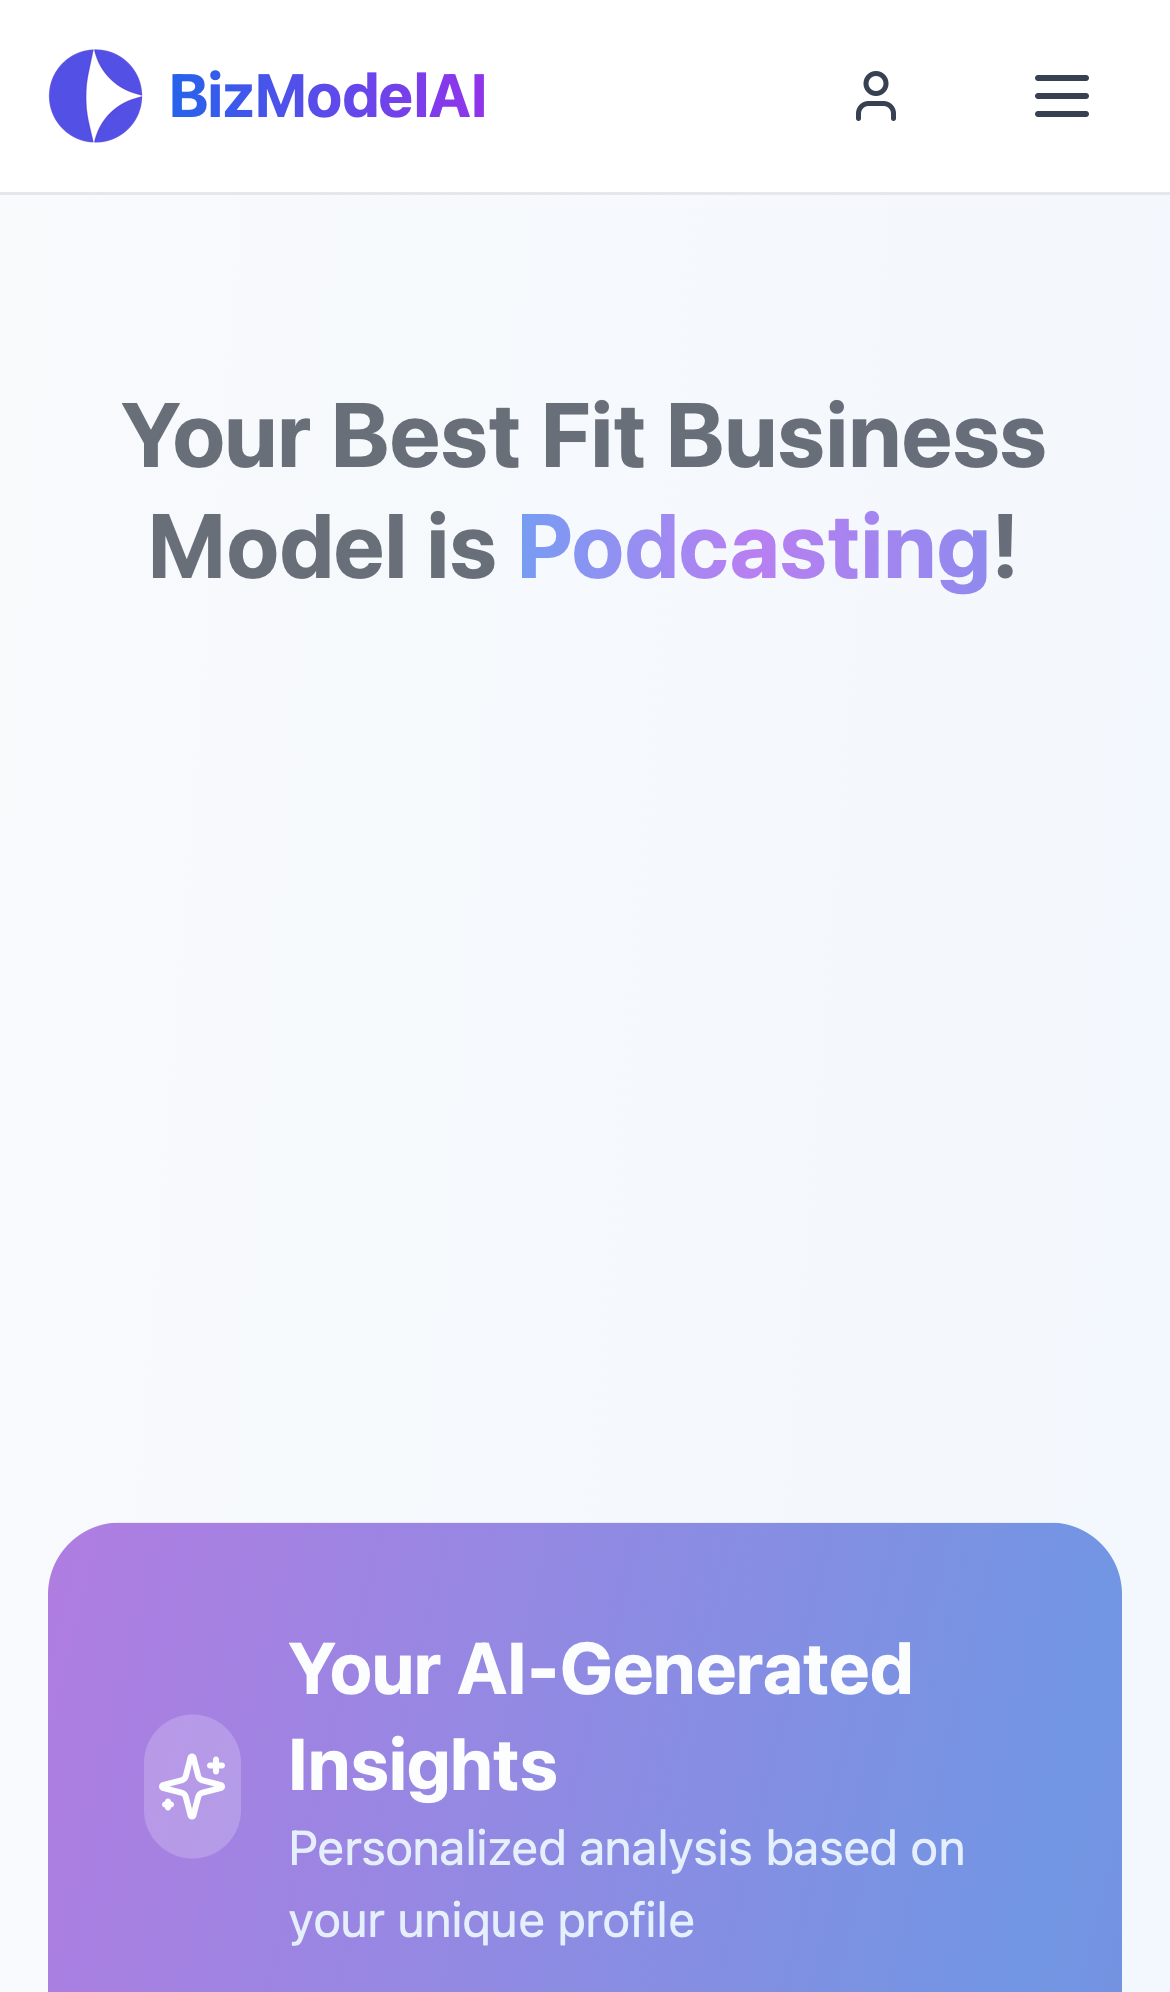 BizModelAI
Your Best Fit Business
Model is Podcasting!
Your AI-Generated
Insights
Personalized analysis based on
your unique profile